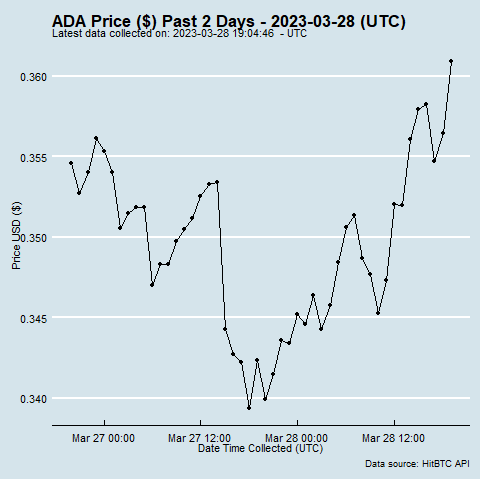 ADA Price ($) Past 2 Days - 2023-03-28 (UTC)
Latest data collected on: 2023-03-28 19:04:46 - UTC
0.360
0.355
0.350
0.345
0.340
Price USD ($)
Mar 27 00:00 Mar 27 12:00 Mar 28 00:00 Mar 28 12:00
Date Time Collected (UTC)
Data source: HitBTC API